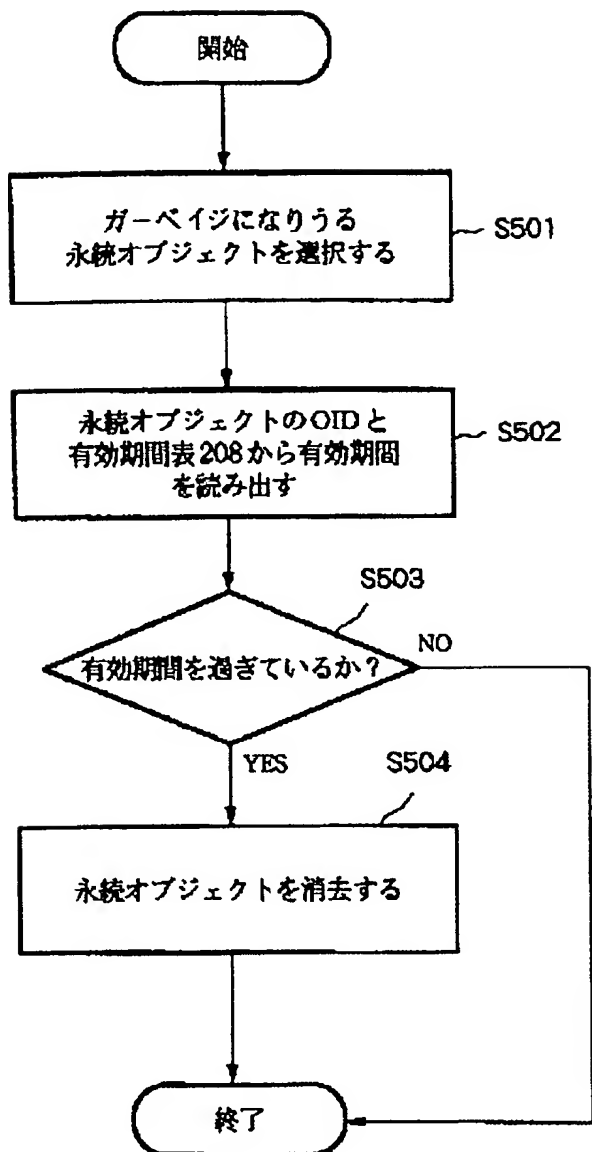 開始
ガーベイジになりうる
永続オブジェクトを選択する
S501
永続オブジェクトのOIDと
有効期間表208から有効期間
を読み出す
S502
S503
有効期間を過ぎているか?
NO
YES
S504
永続オブジェクトを消去する
終了